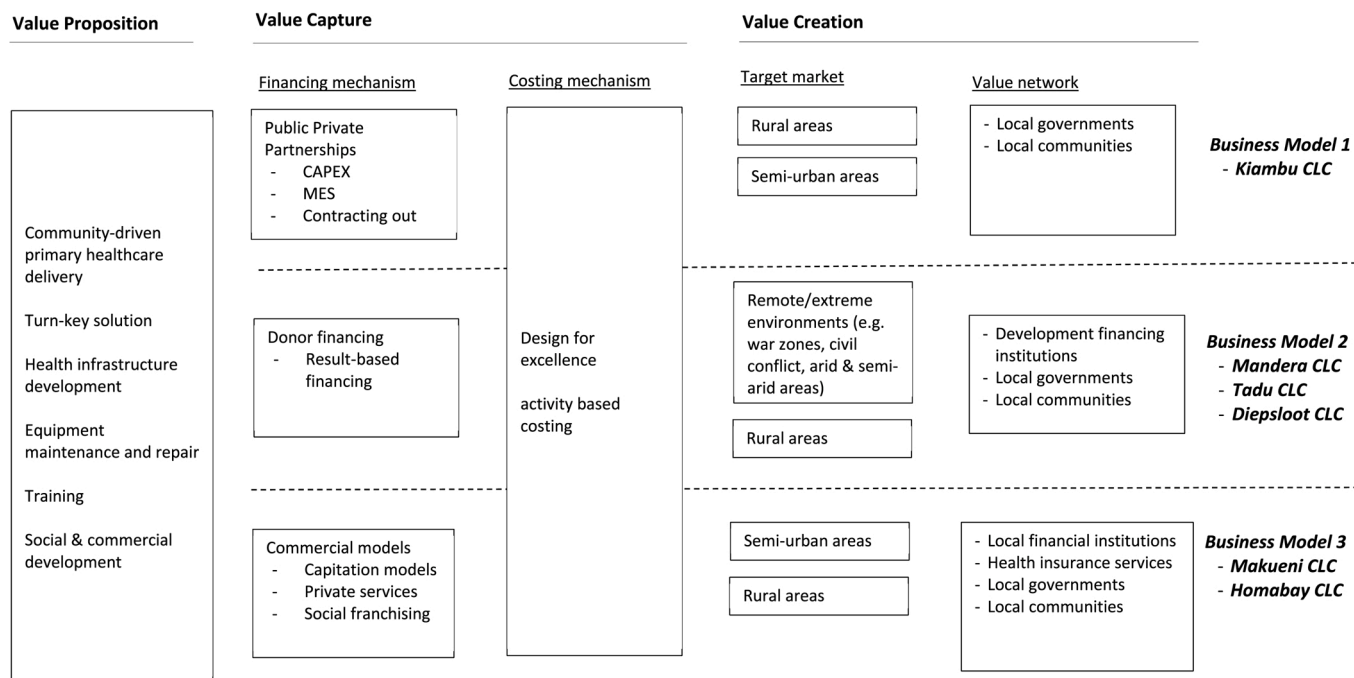 Value Proposition
Value Capture
Value Creation
Financing mechanism
Costing mechanism
Target market
Value network
Community-driven
primary healthcare
delivery
Turn-key solution
Health infrastructure
development
Equipment
maintenance and repair
Training
Social & commercial
development
Public Private
Partnerships
- CAPEX
- MES
- Contracting out
Design for
excellence
activity based
costing
Rural areas
Semi-urban areas
- Local governments
- Local communities
Business Model 1
- Kiambu CLC
Donor financing
- Result-based
financing
Remote/extreme
environments (e.g.
war zones, civil
conflict, arid & semi-
arid areas)
Rural areas
- Development financing
institutions
- Local governments
- Local communities
Business Model 2
- Mandera CLC
- Tadu CLC
- Diepsloot CLC
Commercial models
- Capitation models
- Private services
- Social franchising
Semi-urban areas
Rural areas
- Local financial institutions
- Health insurance services
- Local governments
- Local communities
Business Model 3
- Makueni CLC
- Homabay CLC